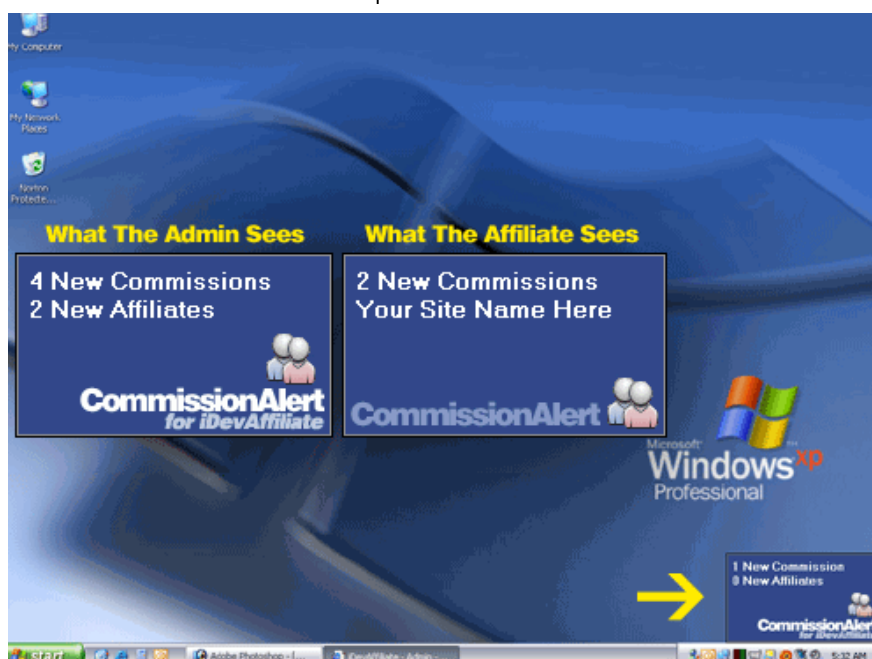 My Computer
My Network
Places
Norton
Protecte...
What The Admin Sees
4 New Commissions
2 New Affiliates
CommissionAlert
for iDevAffiliate
What The Affiliate Sees
2 New Commissions
Your Site Name Here
CommissionAlert
Microsoft
Windows xp
Professional
1 New Commission
0 New Affiliates
CommissionAler
for iDevAffiliate
start
Adobe Photoshop - [...
iDevAffiliate - Admin -
5:32 AM